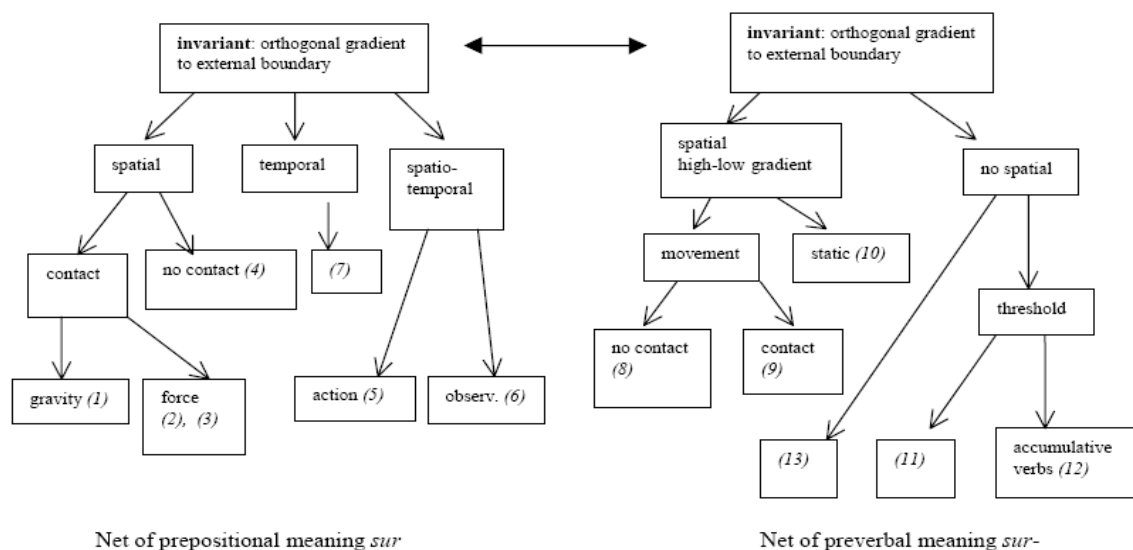 invariant: orthogonal gradient
to external boundary
spatial
temporal
spatio-
temporal
contact
no contact (4)
(7)
gravity (1)
force
(2), (3)
action (5)
observ. (6)
Net of prepositional meaning sur
invariant: orthogonal gradient
to external boundary
spatial
high-low gradient
no spatial
movement
static (10)
threshold
no contact
(8)
contact
(9)
(13)
(11)
accumulative
verbs (12)
Net of preverbal meaning sur-